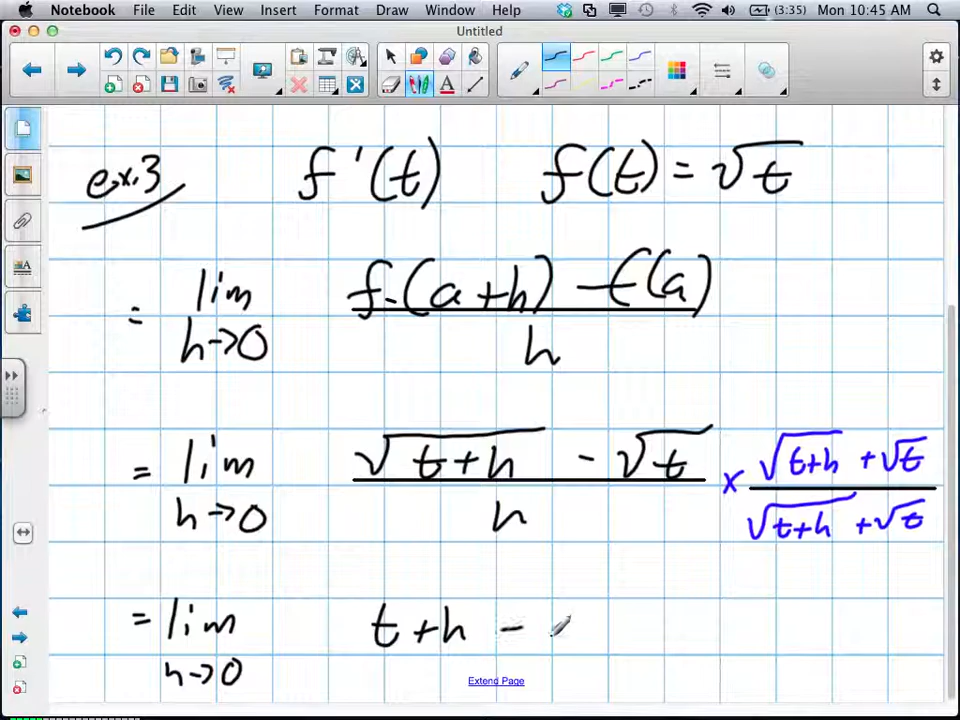 Notebook File Edit View Insert Format Draw Window Help (3:35) Mon 10:45 AM
Untitled
ex.3 f'(t) f(t) = √t
= lim f(a+h) - f(a)
h→0 h
= lim √t+h - √t × √t+h + √t
h→0 h √t+h + √t
= lim t+h -
h→0
Extend Page